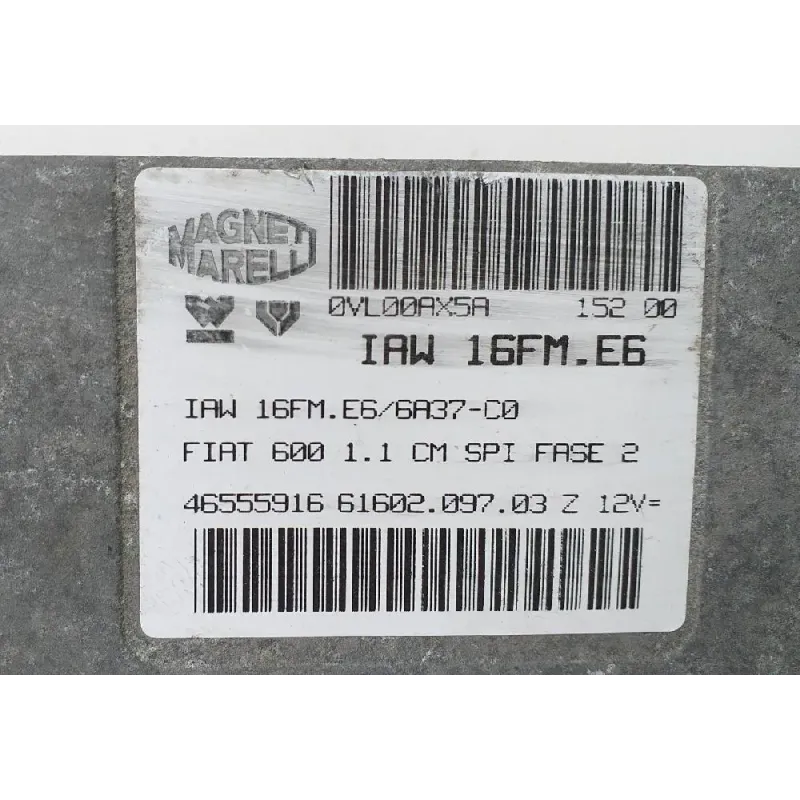 MAGNETI
MARELLI
0VL00AX5A 152 00
IAW 16FM.E6
IAW 16FM.E6/6A37-C0
FIAT 600 1.1 CM SPI FASE 2
46555916 61602.097.03 Z 12V=